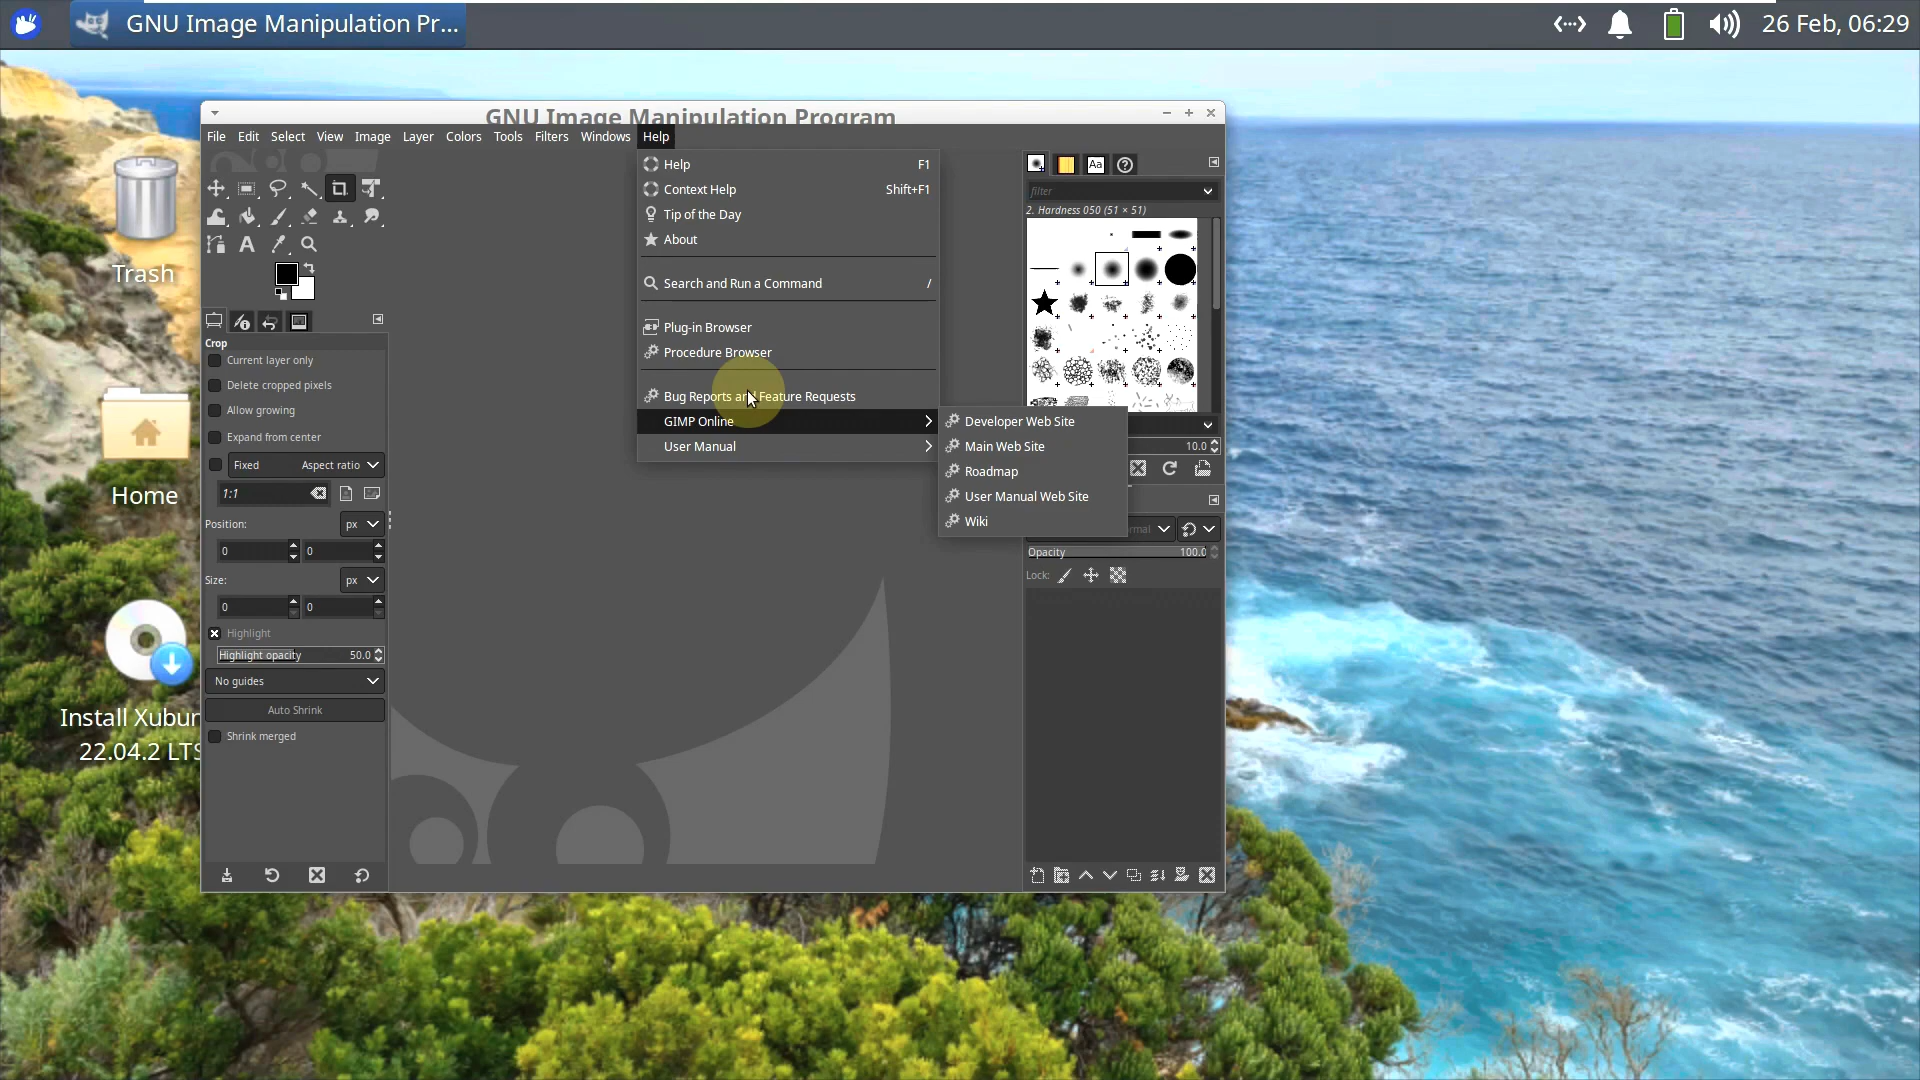 GNU Image Manipulation Pr...
26 Feb, 06:29
GNU Image Manipulation Program
File Edit Select View Image Layer Colors Tools Filters Windows Help
Trash
Home
Install Xubun
22.04.2 LTS
Crop
Current layer only
Delete cropped pixels
Allow growing
Expand from center
Fixed Aspect ratio
1:1
Position: px
0 0
Size: px
0 0
Highlight
Highlight opacity 50.0
No guides
Auto Shrink
Shrink merged
Help F1
Context Help Shift+F1
Tip of the Day
About
Search and Run a Command /
Plug-in Browser
Procedure Browser
Bug Reports and Feature Requests
GIMP Online
User Manual
Developer Web Site
Main Web Site
Roadmap
User Manual Web Site
Wiki
Aa
filter
2. Hardness 050 (51 × 51)
10.0
Opacity 100.0
Lock: